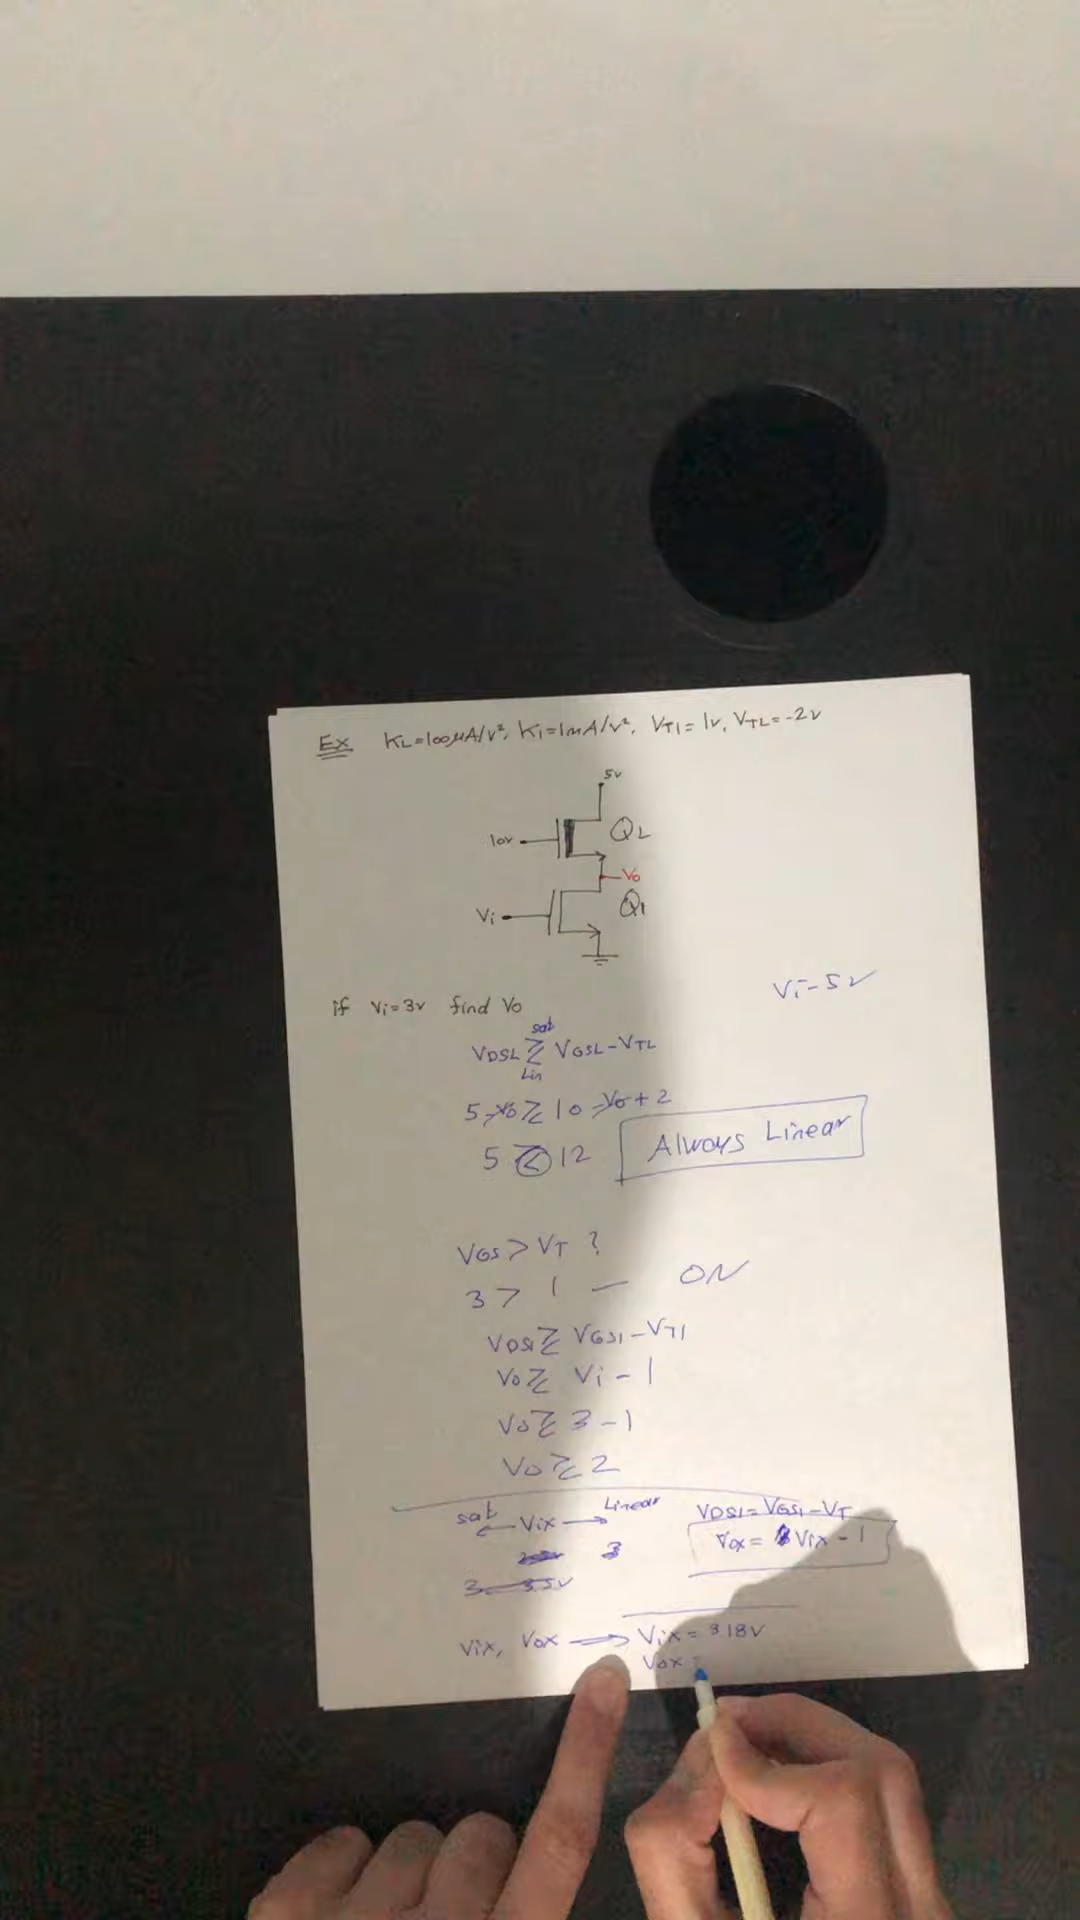 Ex KL=100μA/v², K1=1mA/v², VT1=1v, VTL=-2v
5v
10v QL
Vo
Vi Q1
Vi-5v
if Vi=3v find Vo
sat
VDSL ≷ VGSL-VTL
Lin
5-Vo ≷ 10-Vo+2
5 < 12 Always Linear
VGS > VT ?
3 > 1 — ON
VDS1 ≷ VGS1-VT1
Vo ≷ Vi-1
Vo ≷ 3-1
Vo ≷ 2
sat ← Vix → Linear VDS1=VGS1-VT
Vox = Vix-1
3
3 3.5v
Vix, Vox → Vix = 318V
Vox =